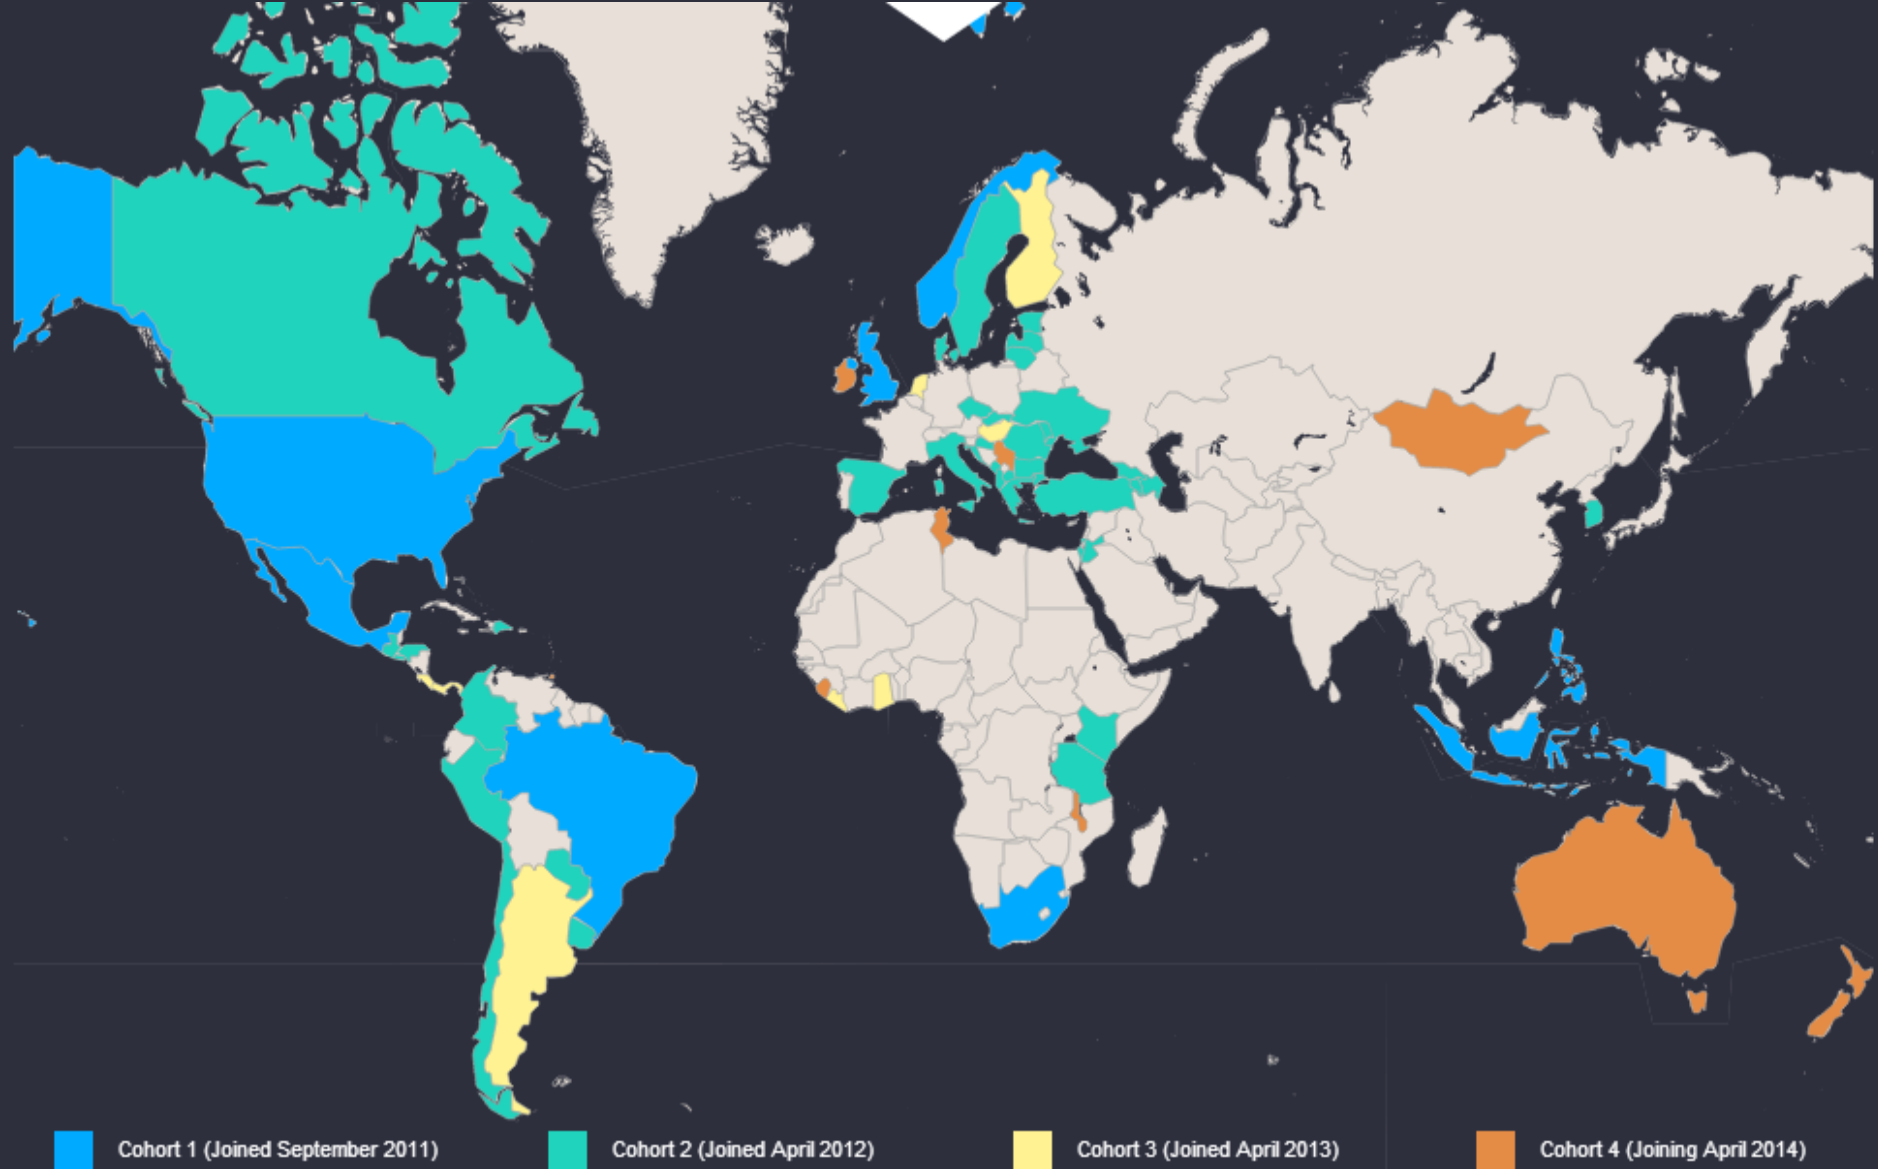 Cohort 1 (Joined September 2011)
Cohort 2 (Joined April 2012)
Cohort 3 (Joined April 2013)
Cohort 4 (Joining April 2014)